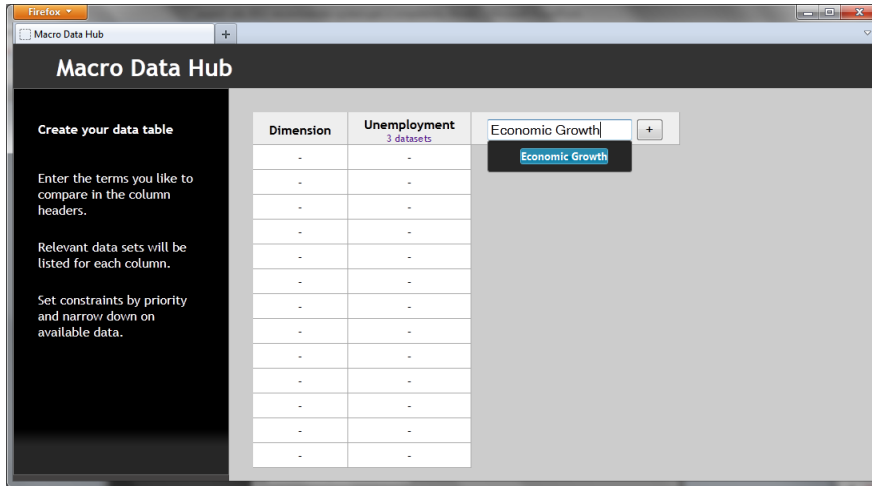 Firefox
Macro Data Hub
+
Macro Data Hub
Create your data table
Enter the terms you like to
compare in the column
headers.
Relevant data sets will be
listed for each column.
Set constraints by priority
and narrow down on
available data.
Dimension
Unemployment
3 datasets
Economic Growth
+
Economic Growth
- -
- -
- -
- -
- -
- -
- -
- -
- -
- -
- -
- -
- -